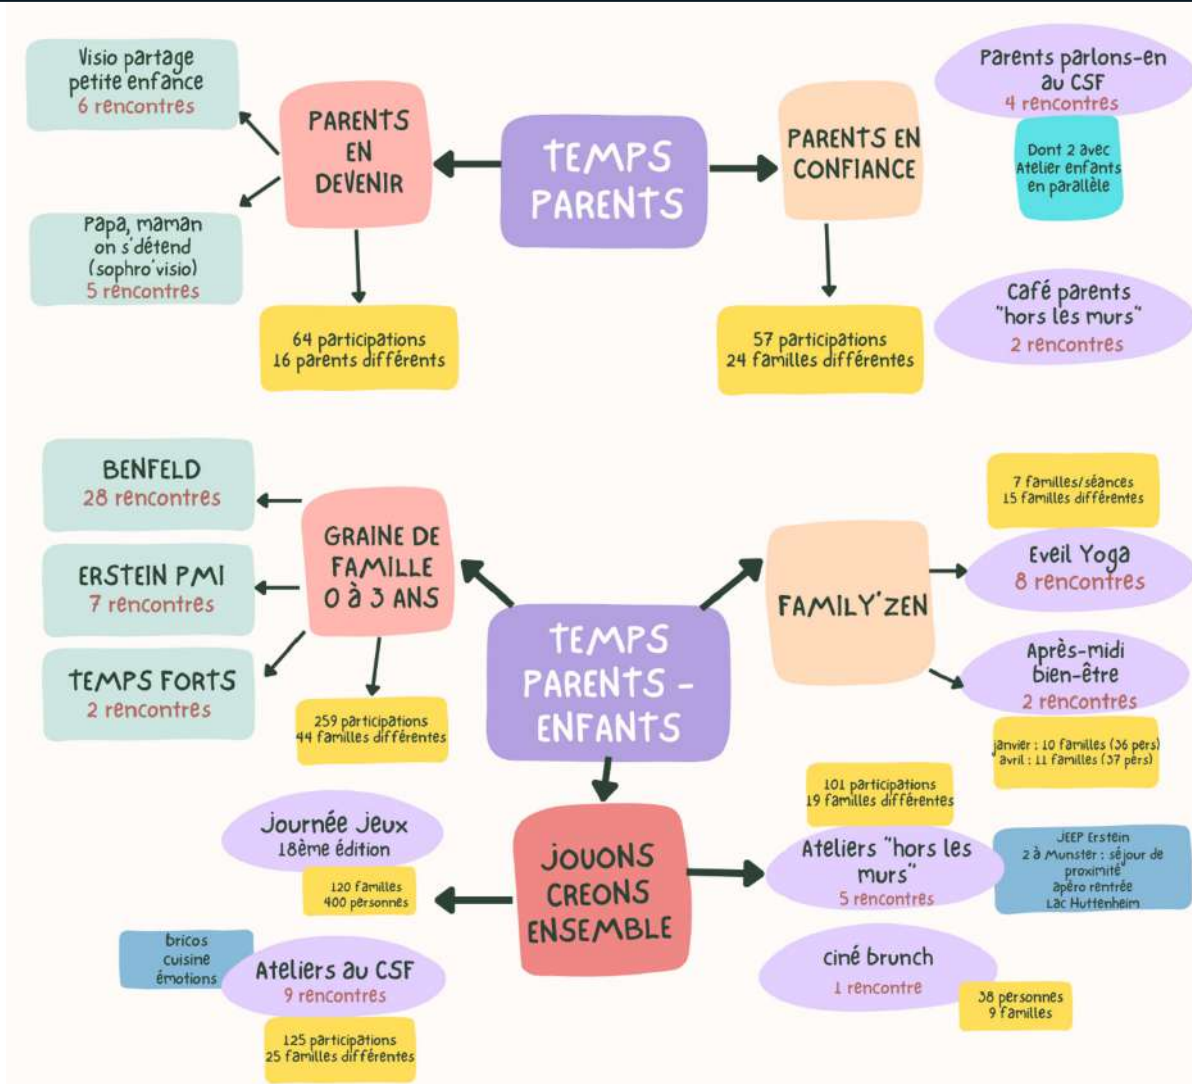 Visio partage
petite enfance
6 rencontres
PARENTS
EN
DEVENIR
TEMPS
PARENTS
PARENTS EN
CONFIANCE
Parents parlons-en
au CSF
4 rencontres
Dont 2 avec
Atelier enfants
en parallèle
Papa, maman
on s'détend
(sophro'visio)
5 rencontres
64 participations
16 parents différents
57 participations
24 familles différentes
Café parents
"hors les murs"
2 rencontres
BENFELD
28 rencontres
ERSTEIN PMI
7 rencontres
TEMPS FORTS
2 rencontres
GRAINE DE
FAMILLE
0 à 3 ANS
259 participations
44 familles différentes
TEMPS
PARENTS -
ENFANTS
FAMILY'ZEN
7 familles/séances
15 familles différentes
Eveil Yoga
8 rencontres
Après-midi
bien-être
2 rencontres
janvier : 10 familles (36 pers)
avril : 11 familles (37 pers)
Journée jeux
18ème édition
120 familles
400 personnes
JOUONS
CREONS
ENSEMBLE
101 participations
19 familles différentes
Ateliers "hors les
murs"
5 rencontres
JEEP Erstein
2 à Munster : séjour de
proximité
apéro rentrée
Lac Huttenheim
bricos
cuisine
émotions
Ateliers au CSF
9 rencontres
125 participations
25 familles différentes
ciné brunch
1 rencontre
38 personnes
9 familles